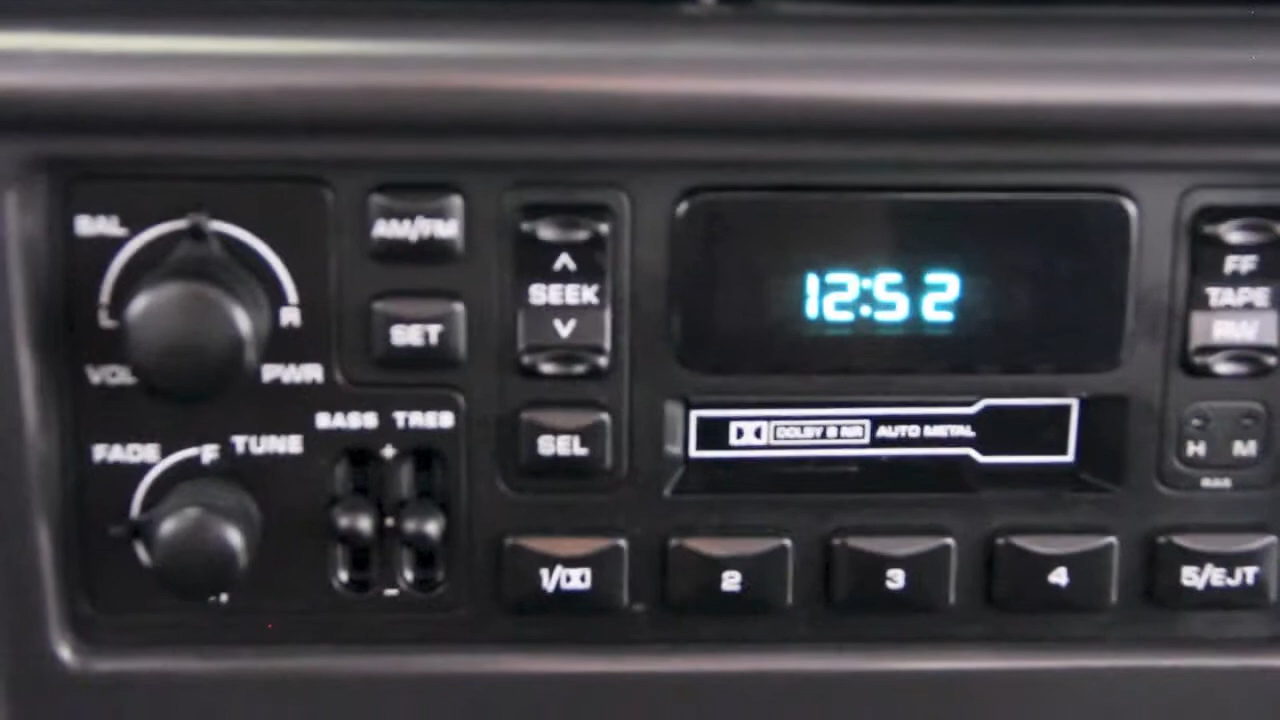 BAL
L R
VOL PWR
FADE F TUNE
BASS TREB
+
-
AM/FM
SET
∧
SEEK
∨
SEL
12:52
DOLBY B NR AUTO METAL
FF
TAPE
RW
H M
1/
2
3
4
5/EJT